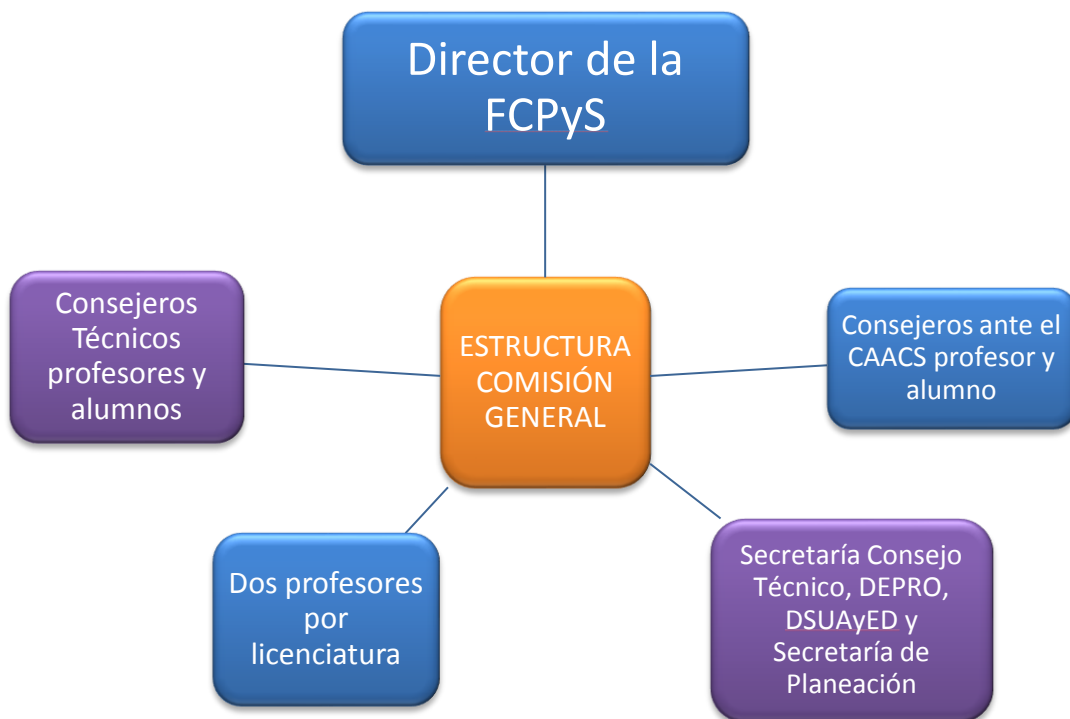 Director de la
FCPyS
Consejeros
Técnicos
profesores y
alumnos
ESTRUCTURA
COMISIÓN
GENERAL
Consejeros ante el
CAACS profesor y
alumno
Dos profesores
por
licenciatura
Secretaría Consejo
Técnico, DEPRO,
DSUAyED y
Secretaría de
Planeación